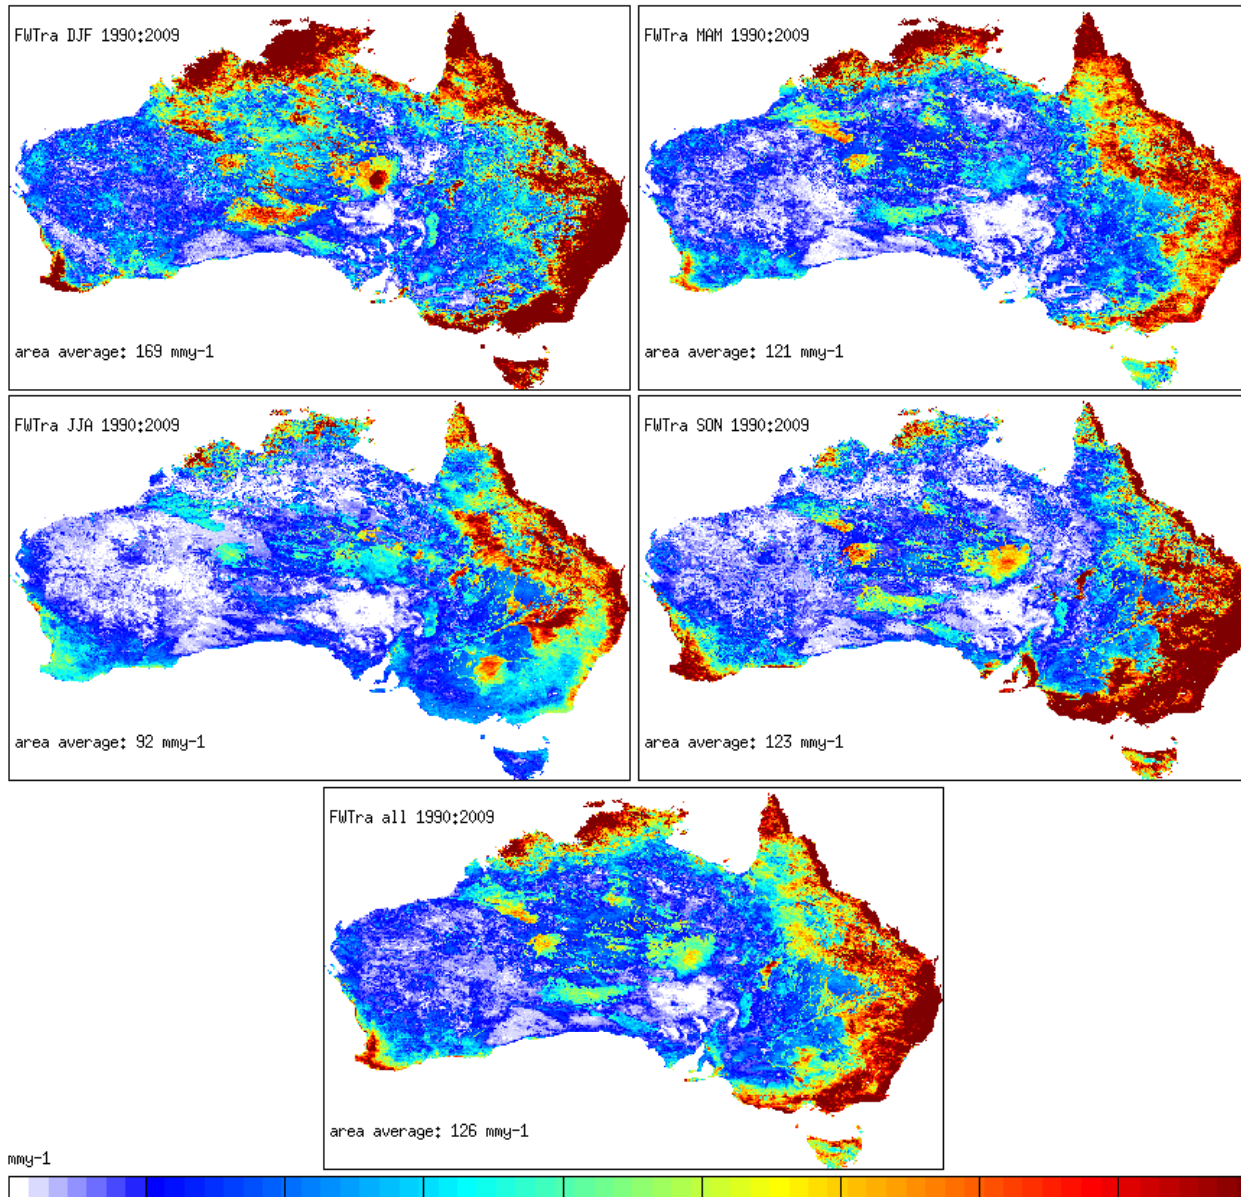 FWTra DJF 1990:2009
area average: 169 mmy-1
FWTra MAM 1990:2009
area average: 121 mmy-1
FWTra JJA 1990:2009
area average: 92 mmy-1
FWTra SON 1990:2009
area average: 123 mmy-1
FWTra all 1990:2009
area average: 126 mmy-1
mmy-1